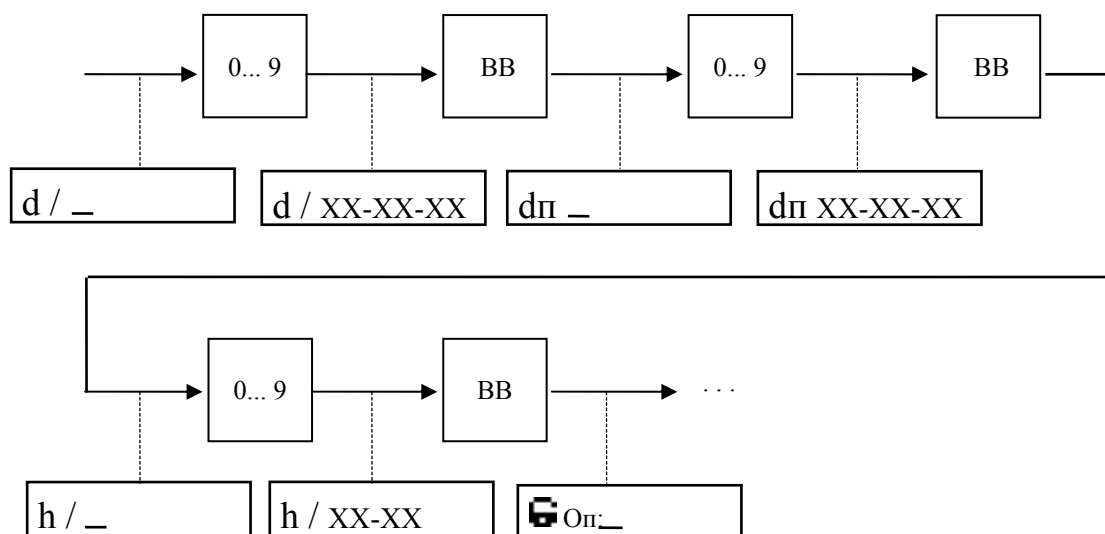 0... 9 ВВ 0... 9 ВВ
d / _ d / XX-XX-XX dп _ dп XX-XX-XX
0... 9 ВВ . . .
h / _ h / XX-XX Оп:_